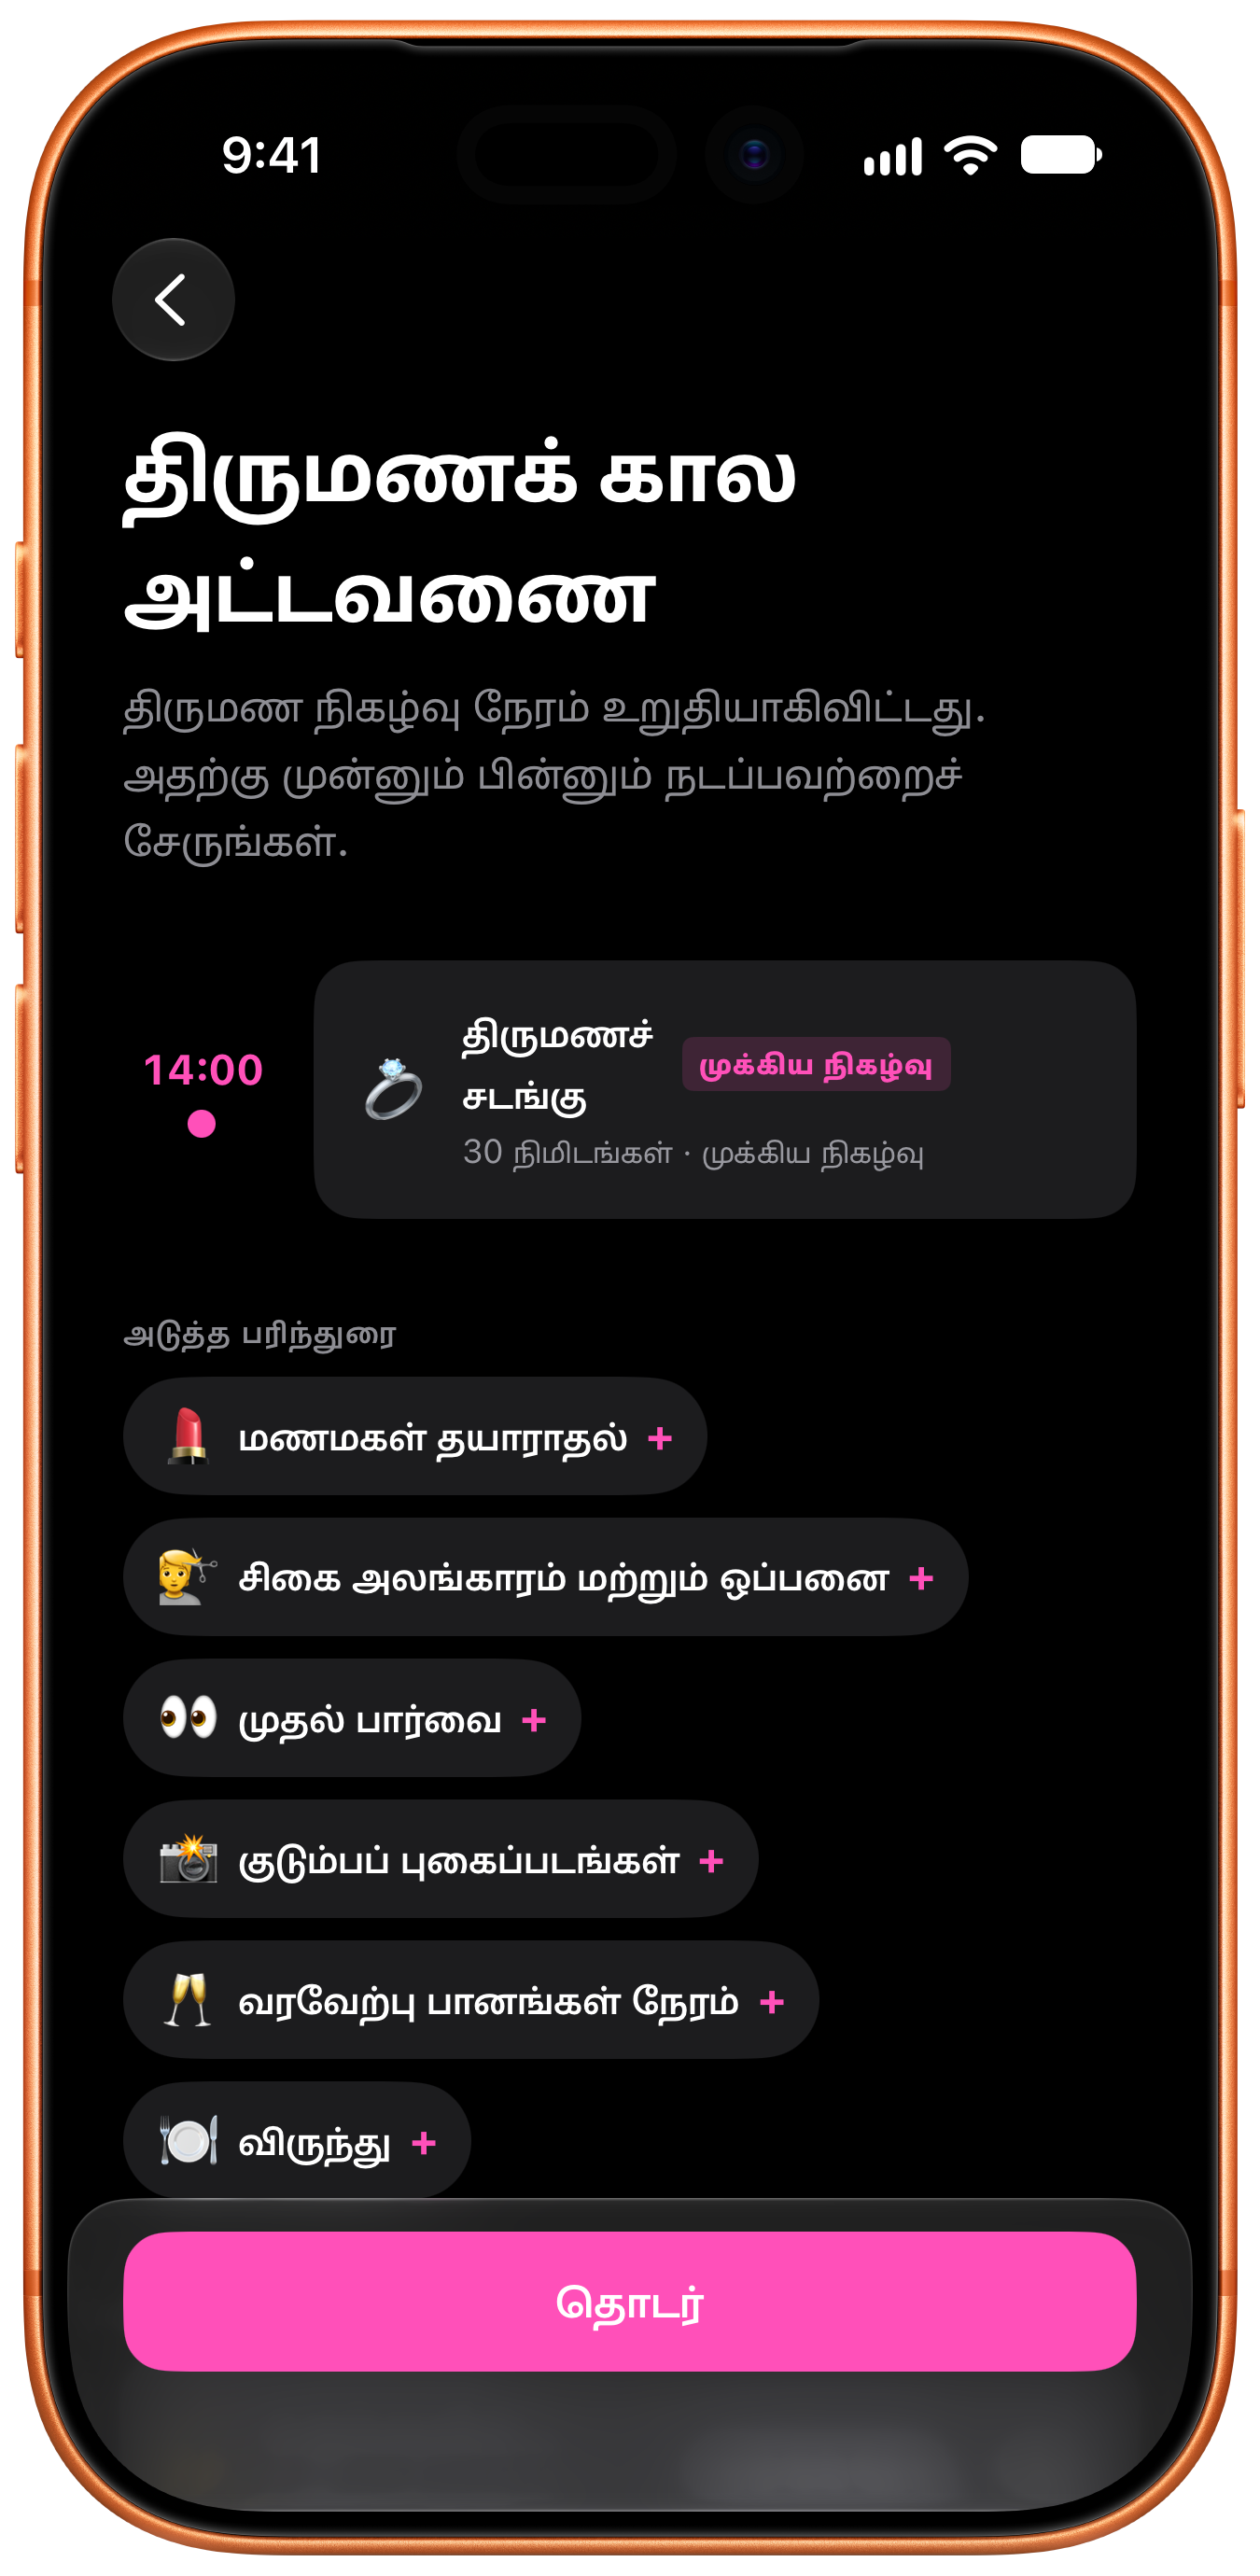 9:41
திருமணக் கால
அட்டவணை
திருமண நிகழ்வு நேரம் உறுதியாகிவிட்டது.
அதற்கு முன்னும் பின்னும் நடப்பவற்றைச்
சேருங்கள்.
14:00
திருமணச்
சடங்கு
முக்கிய நிகழ்வு
30 நிமிடங்கள் · முக்கிய நிகழ்வு
அடுத்த பரிந்துரை
மணமகள் தயாராதல் +
சிகை அலங்காரம் மற்றும் ஒப்பனை +
முதல் பார்வை +
குடும்பப் புகைப்படங்கள் +
வரவேற்பு பானங்கள் நேரம் +
விருந்து +
தொடர்